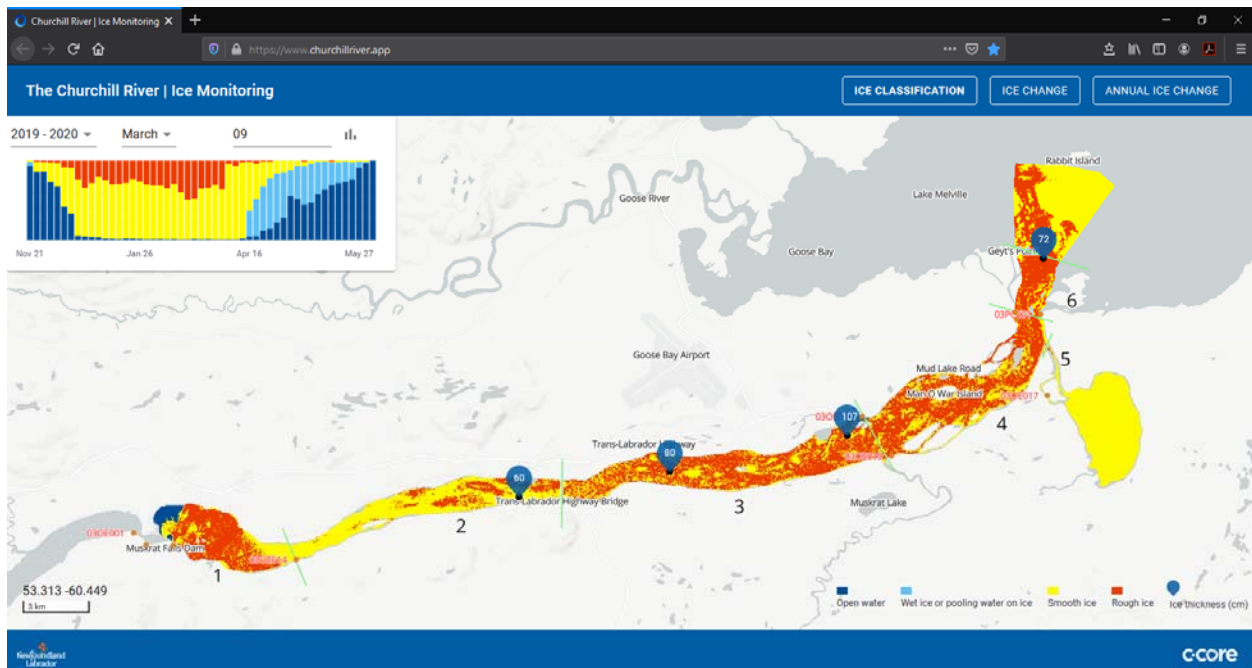 Churchill River | Ice Monitoring
https://www.churchillriver.app
The Churchill River | Ice Monitoring
ICE CLASSIFICATION
ICE CHANGE
ANNUAL ICE CHANGE
2019 - 2020
March
09
Nov 21
Jan 26
Apr 16
May 27
Rabbit Island
Goose River
Lake Melville
Goose Bay
72
6
Goose Bay Airport
5
Mud Lake Road
Man O War Island
107
4
Trans-Labrador Highway
80
60
Trans-Labrador Highway Bridge
3
Muskrat Lake
2
03OE001
Muskrat Falls Dam
1
53.313 -60.449
3 km
Open water
Wet ice or pooling water on ice
Smooth ice
Rough ice
Ice thickness (cm)
Newfoundland
Labrador
c-core